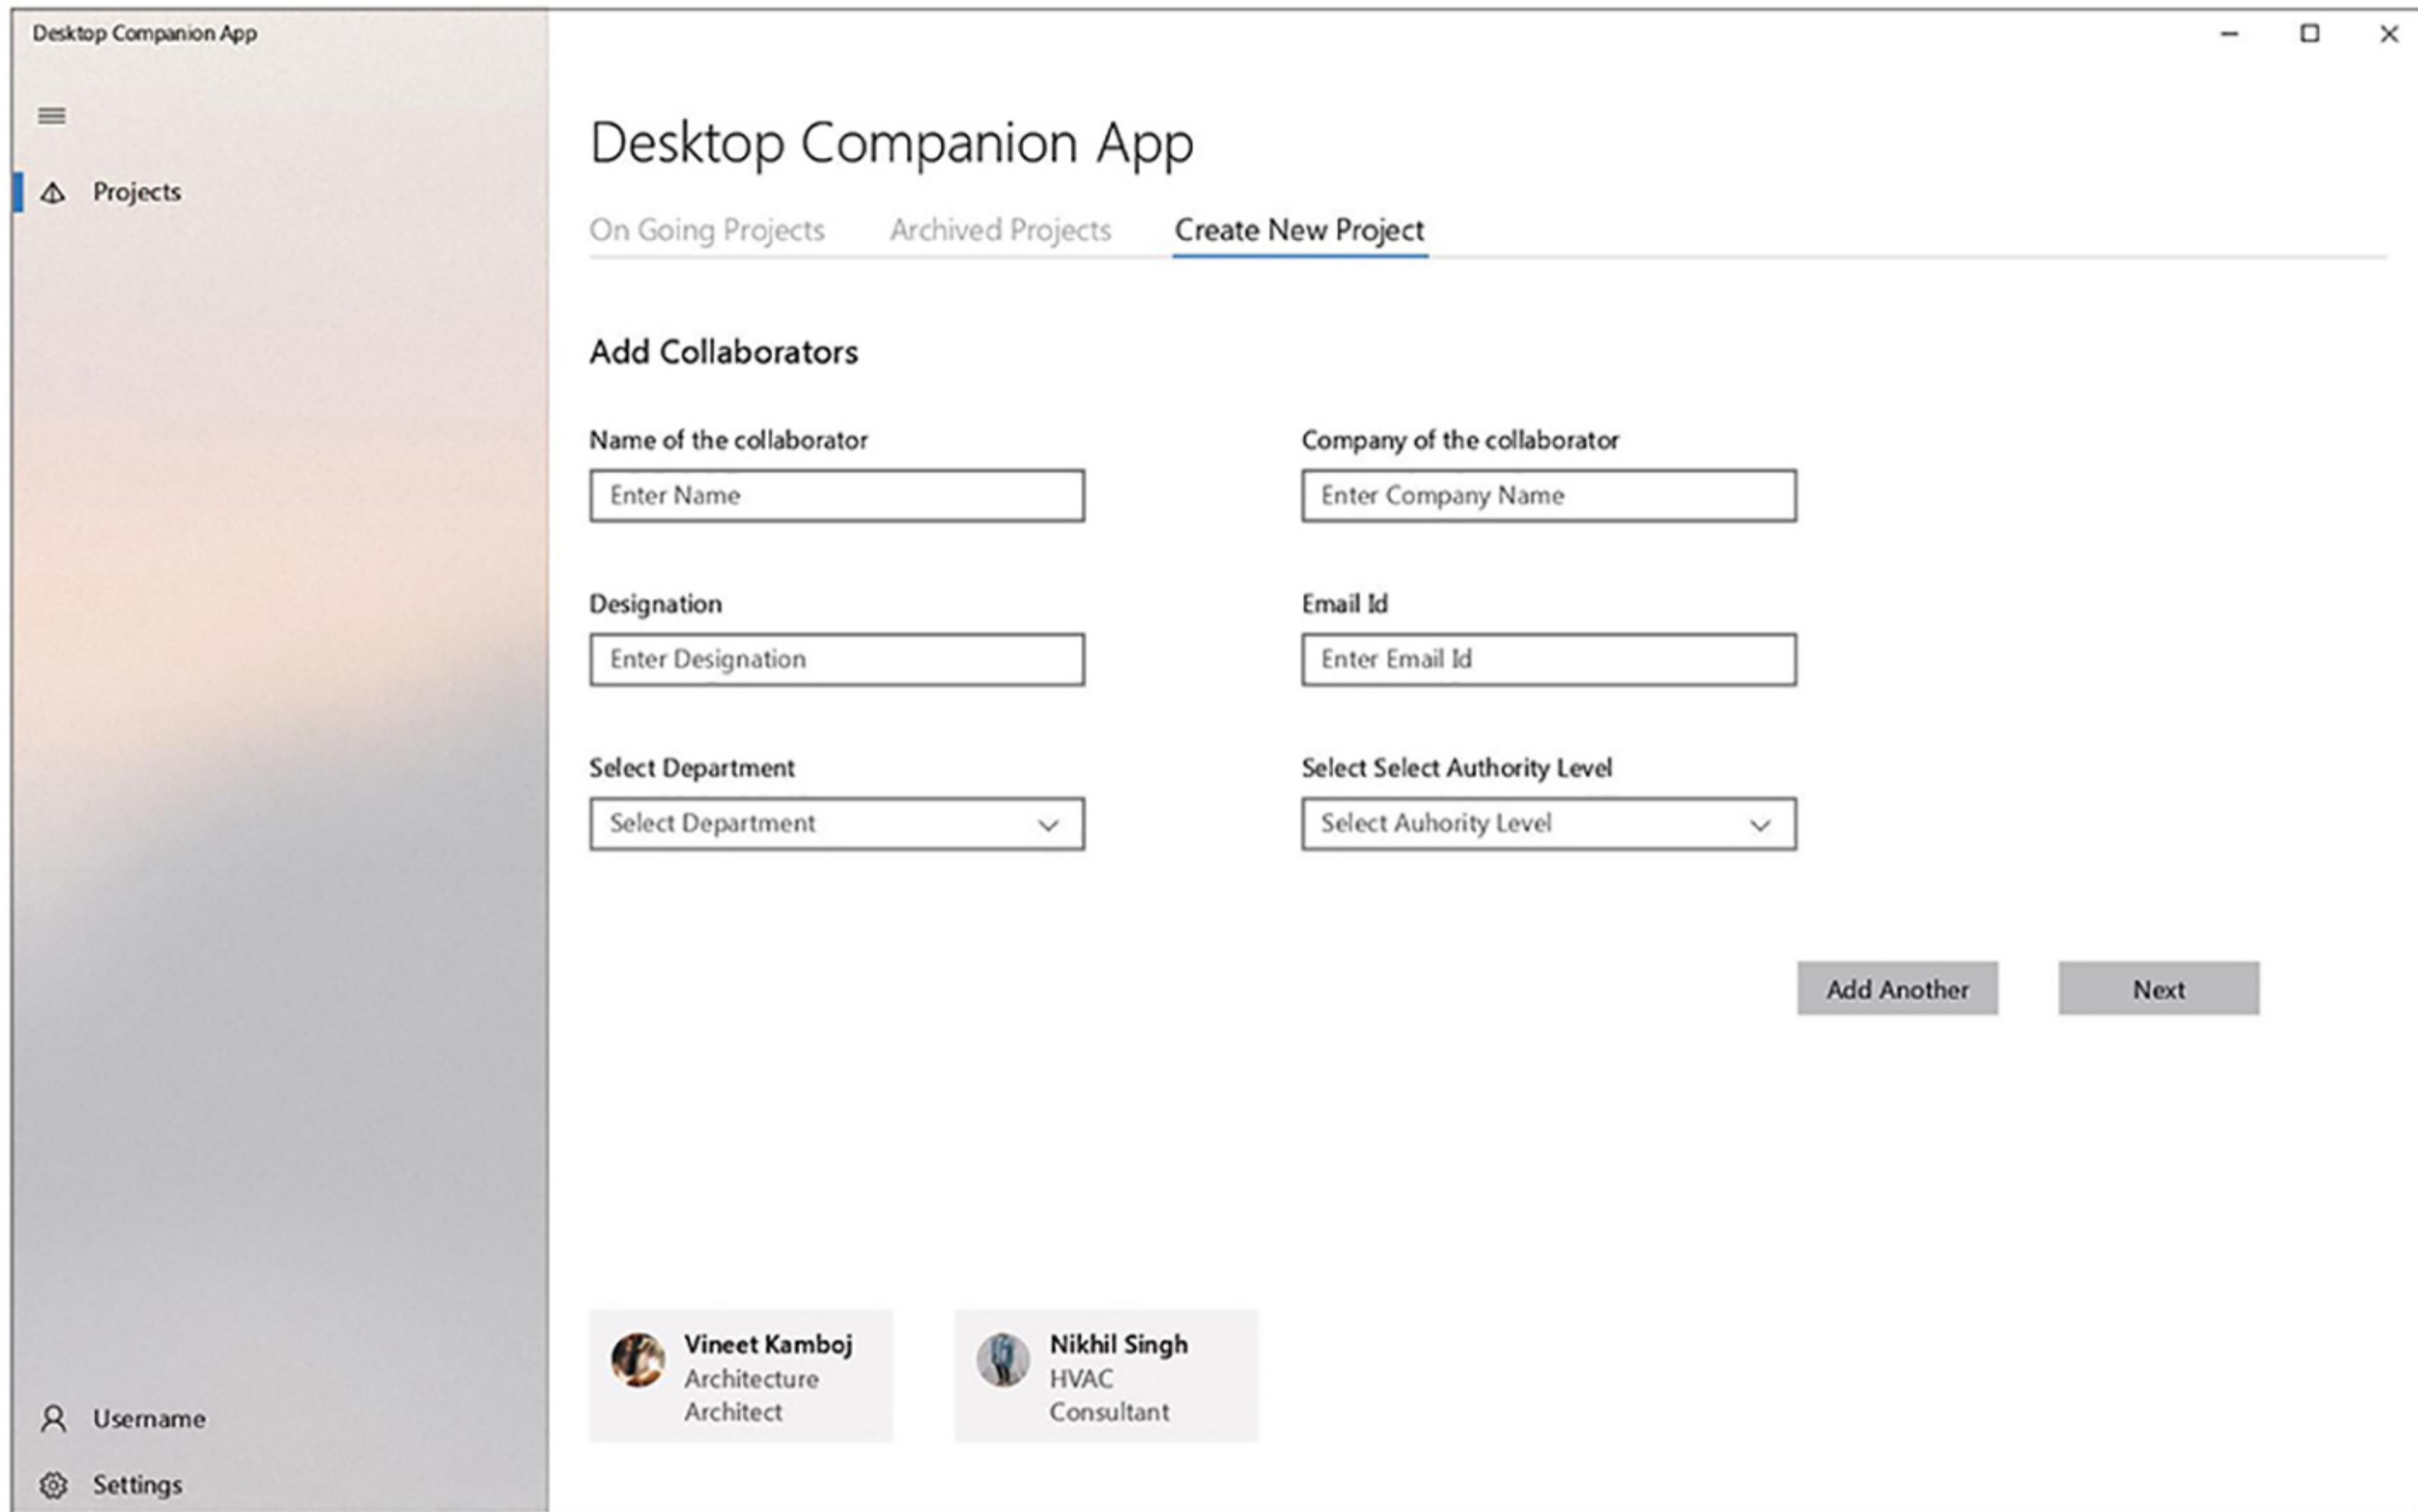 Desktop Companion App
Projects
Username
Settings
Desktop Companion App
On Going Projects Archived Projects Create New Project
Add Collaborators
Name of the collaborator Company of the collaborator
Enter Name Enter Company Name
Designation Email Id
Enter Designation Enter Email Id
Select Department Select Select Authority Level
Select Department Select Auhority Level
Add Another Next
Vineet Kamboj
Architecture
Architect
Nikhil Singh
HVAC
Consultant